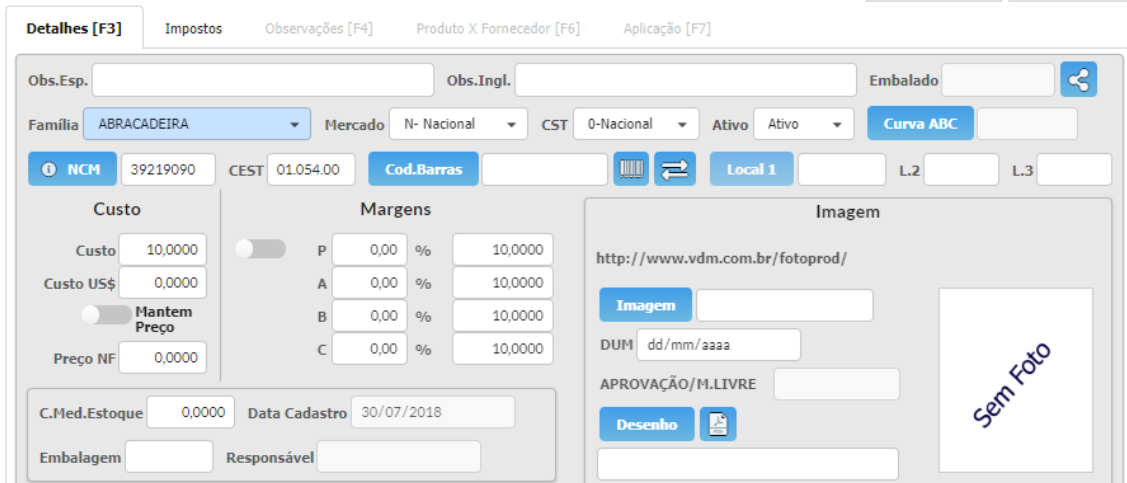 Detalhes [F3] Impostos Observações [F4] Produto X Fornecedor [F6] Aplicação [F7]
Obs.Esp. Obs.Ingl. Embalado
Família ABRACADEIRA Mercado N- Nacional CST 0-Nacional Ativo Ativo Curva ABC
NCM 39219090 CEST 01.054.00 Cod.Barras Local 1 L.2 L.3
Custo Margens Imagem
Custo 10,0000 P 0,00 % 10,0000
http://www.vdm.com.br/fotoprod/
Custo US$ 0,0000 A 0,00 % 10,0000
Mantem
Preço
B 0,00 % 10,0000
Imagem
Preço NF 0,0000 C 0,00 % 10,0000
DUM dd/mm/aaaa
APROVAÇÃO/M.LIVRE
Sem Foto
C.Med.Estoque 0,0000 Data Cadastro 30/07/2018
Desenho
Embalagem Responsável